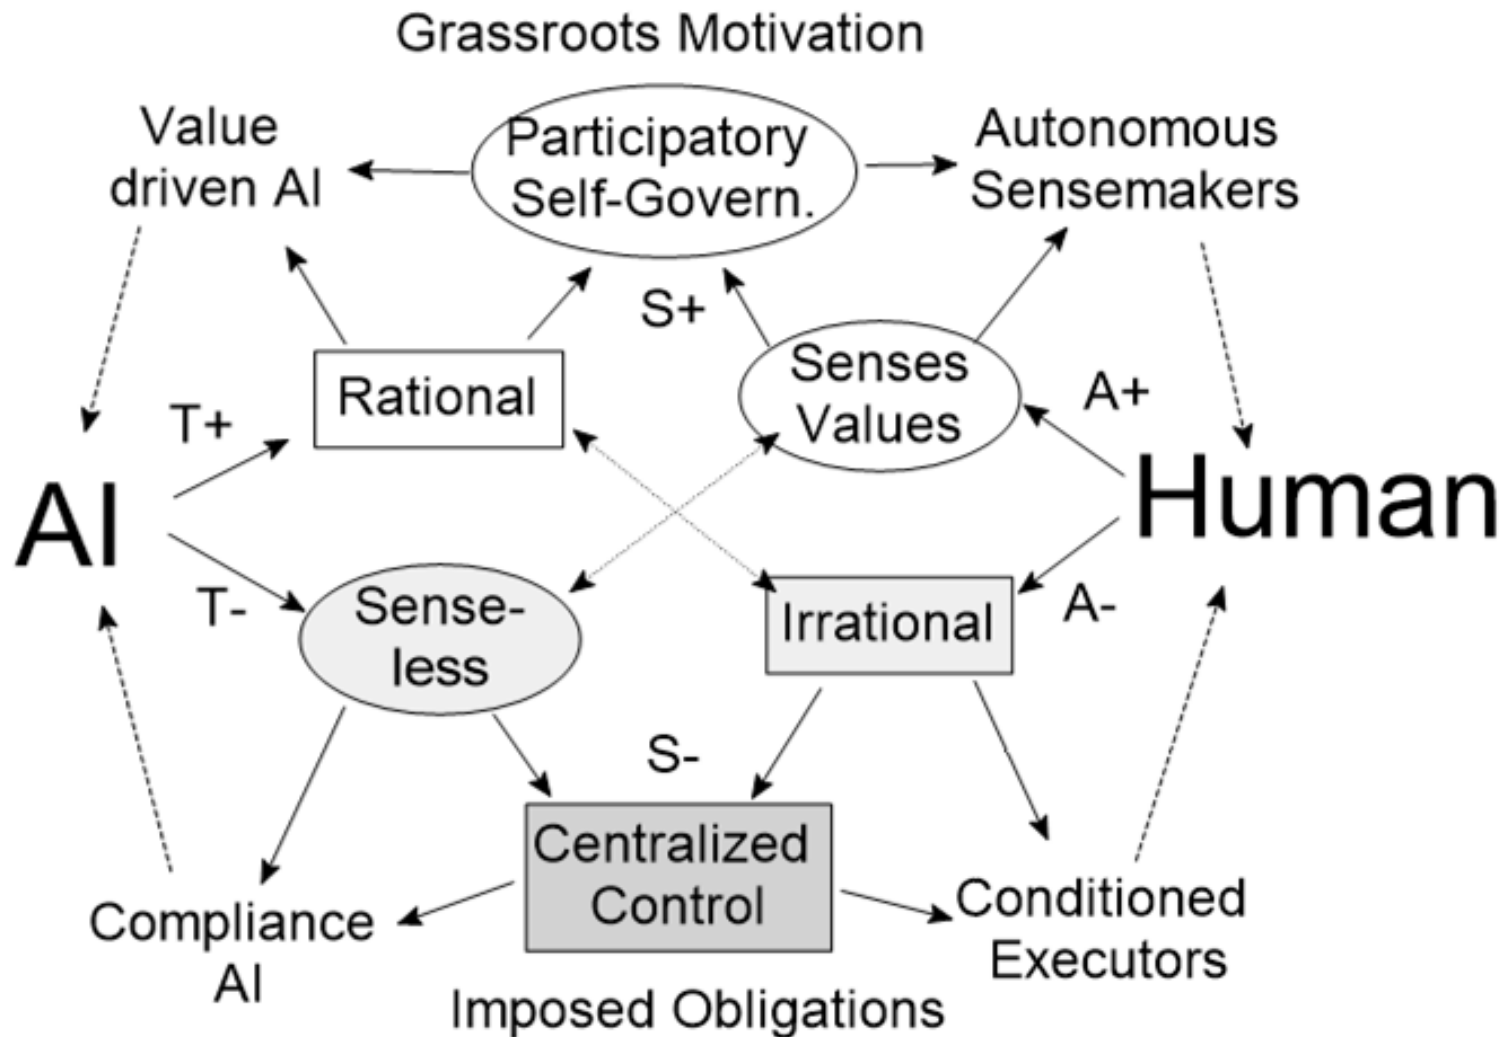 Grassroots Motivation
Value
driven AI
Participatory
Self-Govern.
Autonomous
Sensemakers
S+
Rational
Senses
Values
T+
A+
AI
Human
T-
Sense-
less
Irrational
A-
S-
Centralized
Control
Compliance
AI
Conditioned
Executors
Imposed Obligations